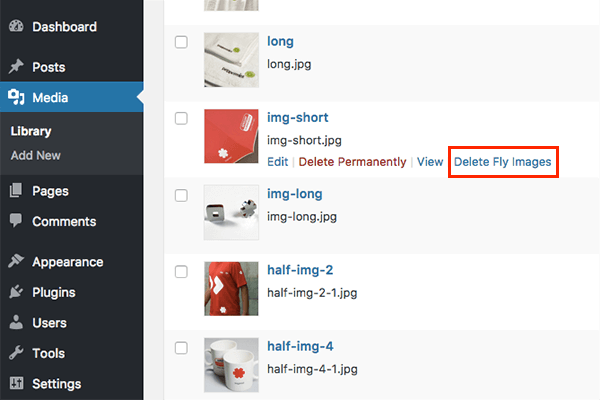 Dashboard
Posts
Media
Library
Add New
Pages
Comments
Appearance
Plugins
Users
Tools
Settings
long
long.jpg
img-short
img-short.jpg
Edit | Delete Permanently | View Delete Fly Images
img-long
img-long.jpg
half-img-2
half-img-2-1.jpg
half-img-4
half-img-4-1.jpg